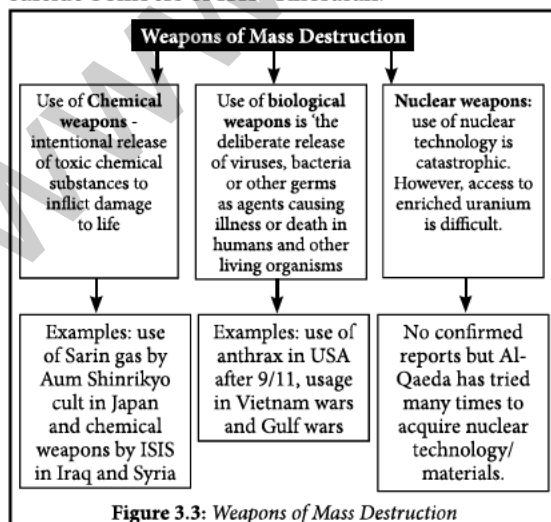 Weapons of Mass Destruction
Use of Chemical
weapons -
intentional release
of toxic chemical
substances to
inflict damage
to life
Use of biological
weapons is 'the
deliberate release
of viruses, bacteria
or other germs
as agents causing
illness or death in
humans and other
living organisms
Nuclear weapons:
use of nuclear
technology is
catastrophic.
However, access to
enriched uranium
is difficult.
Examples: use
of Sarin gas by
Aum Shinrikyo
cult in Japan
and chemical
weapons by ISIS
in Iraq and Syria
Examples: use of
anthrax in USA
after 9/11, usage
in Vietnam wars
and Gulf wars
No confirmed
reports but Al-
Qaeda has tried
many times to
acquire nuclear
technology/
materials.
Figure 3.3: Weapons of Mass Destruction